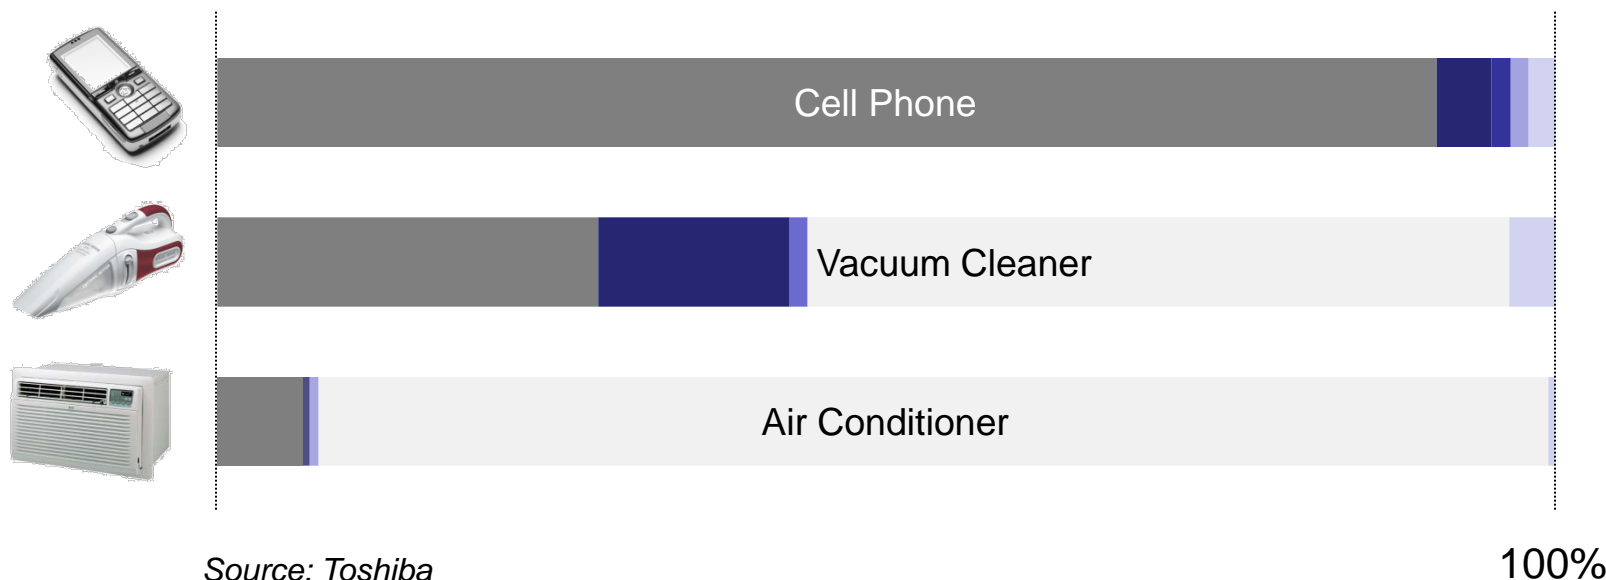 Cell Phone
Vacuum Cleaner
Air Conditioner
Source: Toshiba
100%